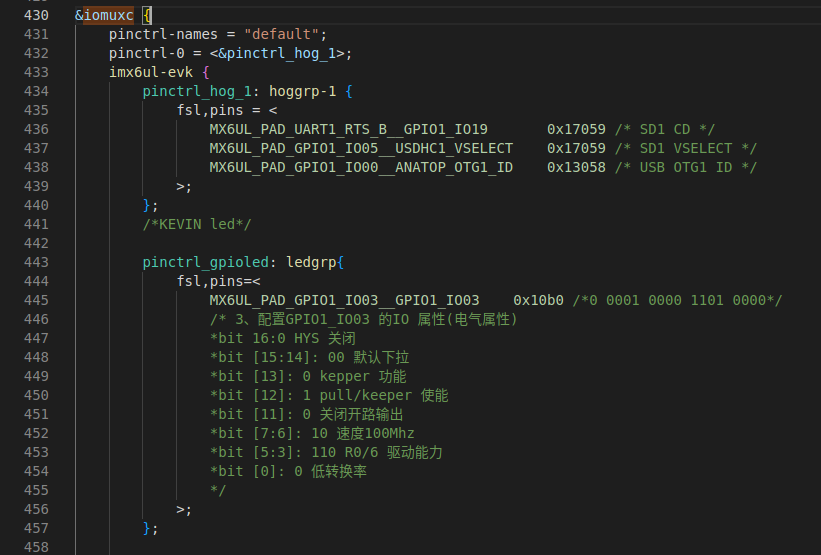 430 &iomuxc {
431 pinctrl-names = "default";
432 pinctrl-0 = <&pinctrl_hog_1>;
433 imx6ul-evk {
434 pinctrl_hog_1: hoggrp-1 {
435 fsl,pins = <
436 MX6UL_PAD_UART1_RTS_B__GPIO1_IO19 0x17059 /* SD1 CD */
437 MX6UL_PAD_GPIO1_IO05__USDHC1_VSELECT 0x17059 /* SD1 VSELECT */
438 MX6UL_PAD_GPIO1_IO00__ANATOP_OTG1_ID 0x13058 /* USB OTG1 ID */
439 >;
440 };
441 /*KEVIN led*/
442
443 pinctrl_gpioled: ledgrp{
444 fsl,pins=<
445 MX6UL_PAD_GPIO1_IO03__GPIO1_IO03 0x10b0 /*0 0001 0000 1101 0000*/
446 /* 3、配置GPIO1_IO03 的IO 属性(电气属性)
447 *bit 16:0 HYS 关闭
448 *bit [15:14]: 00 默认下拉
449 *bit [13]: 0 kepper 功能
450 *bit [12]: 1 pull/keeper 使能
451 *bit [11]: 0 关闭开路输出
452 *bit [7:6]: 10 速度100Mhz
453 *bit [5:3]: 110 R0/6 驱动能力
454 *bit [0]: 0 低转换率
455 */
456 >;
457 };
458